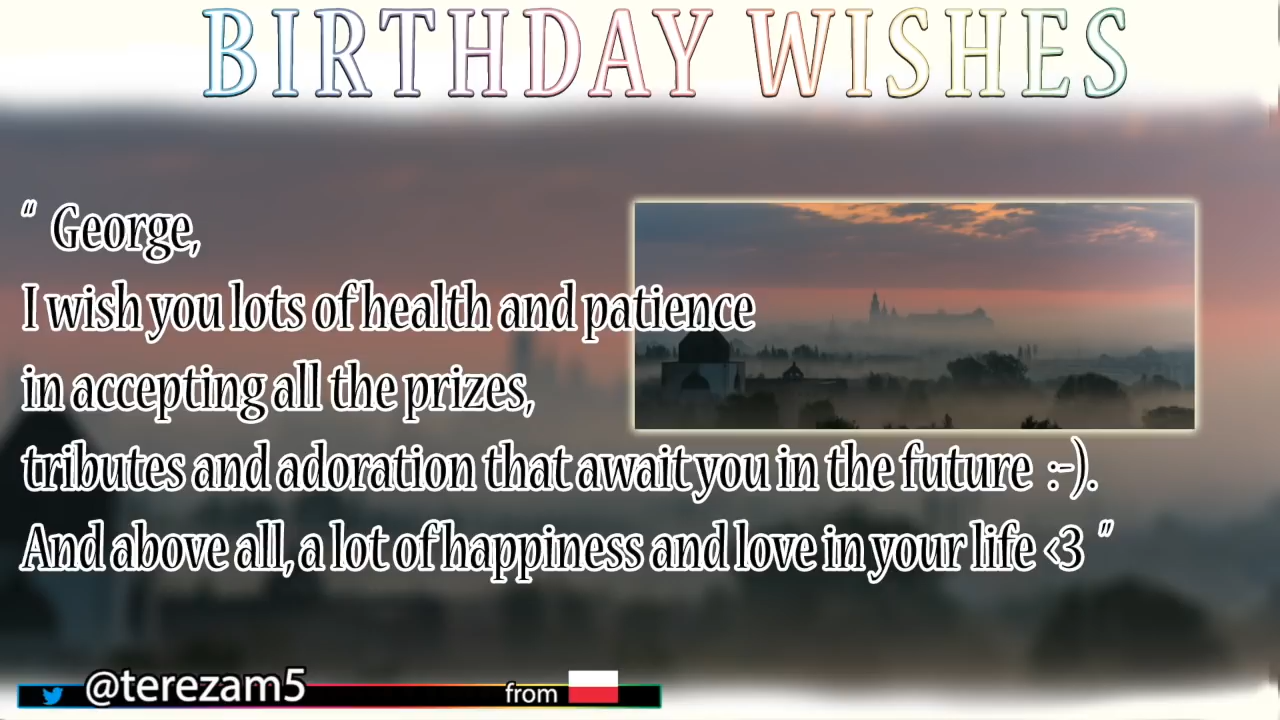 BIRTHDAY WISHES
“ George,
I wish you lots of health and patience
in accepting all the prizes,
tributes and adoration that await you in the future :-).
And above all, a lot of happiness and love in your life <3 ”
@terezam5
from